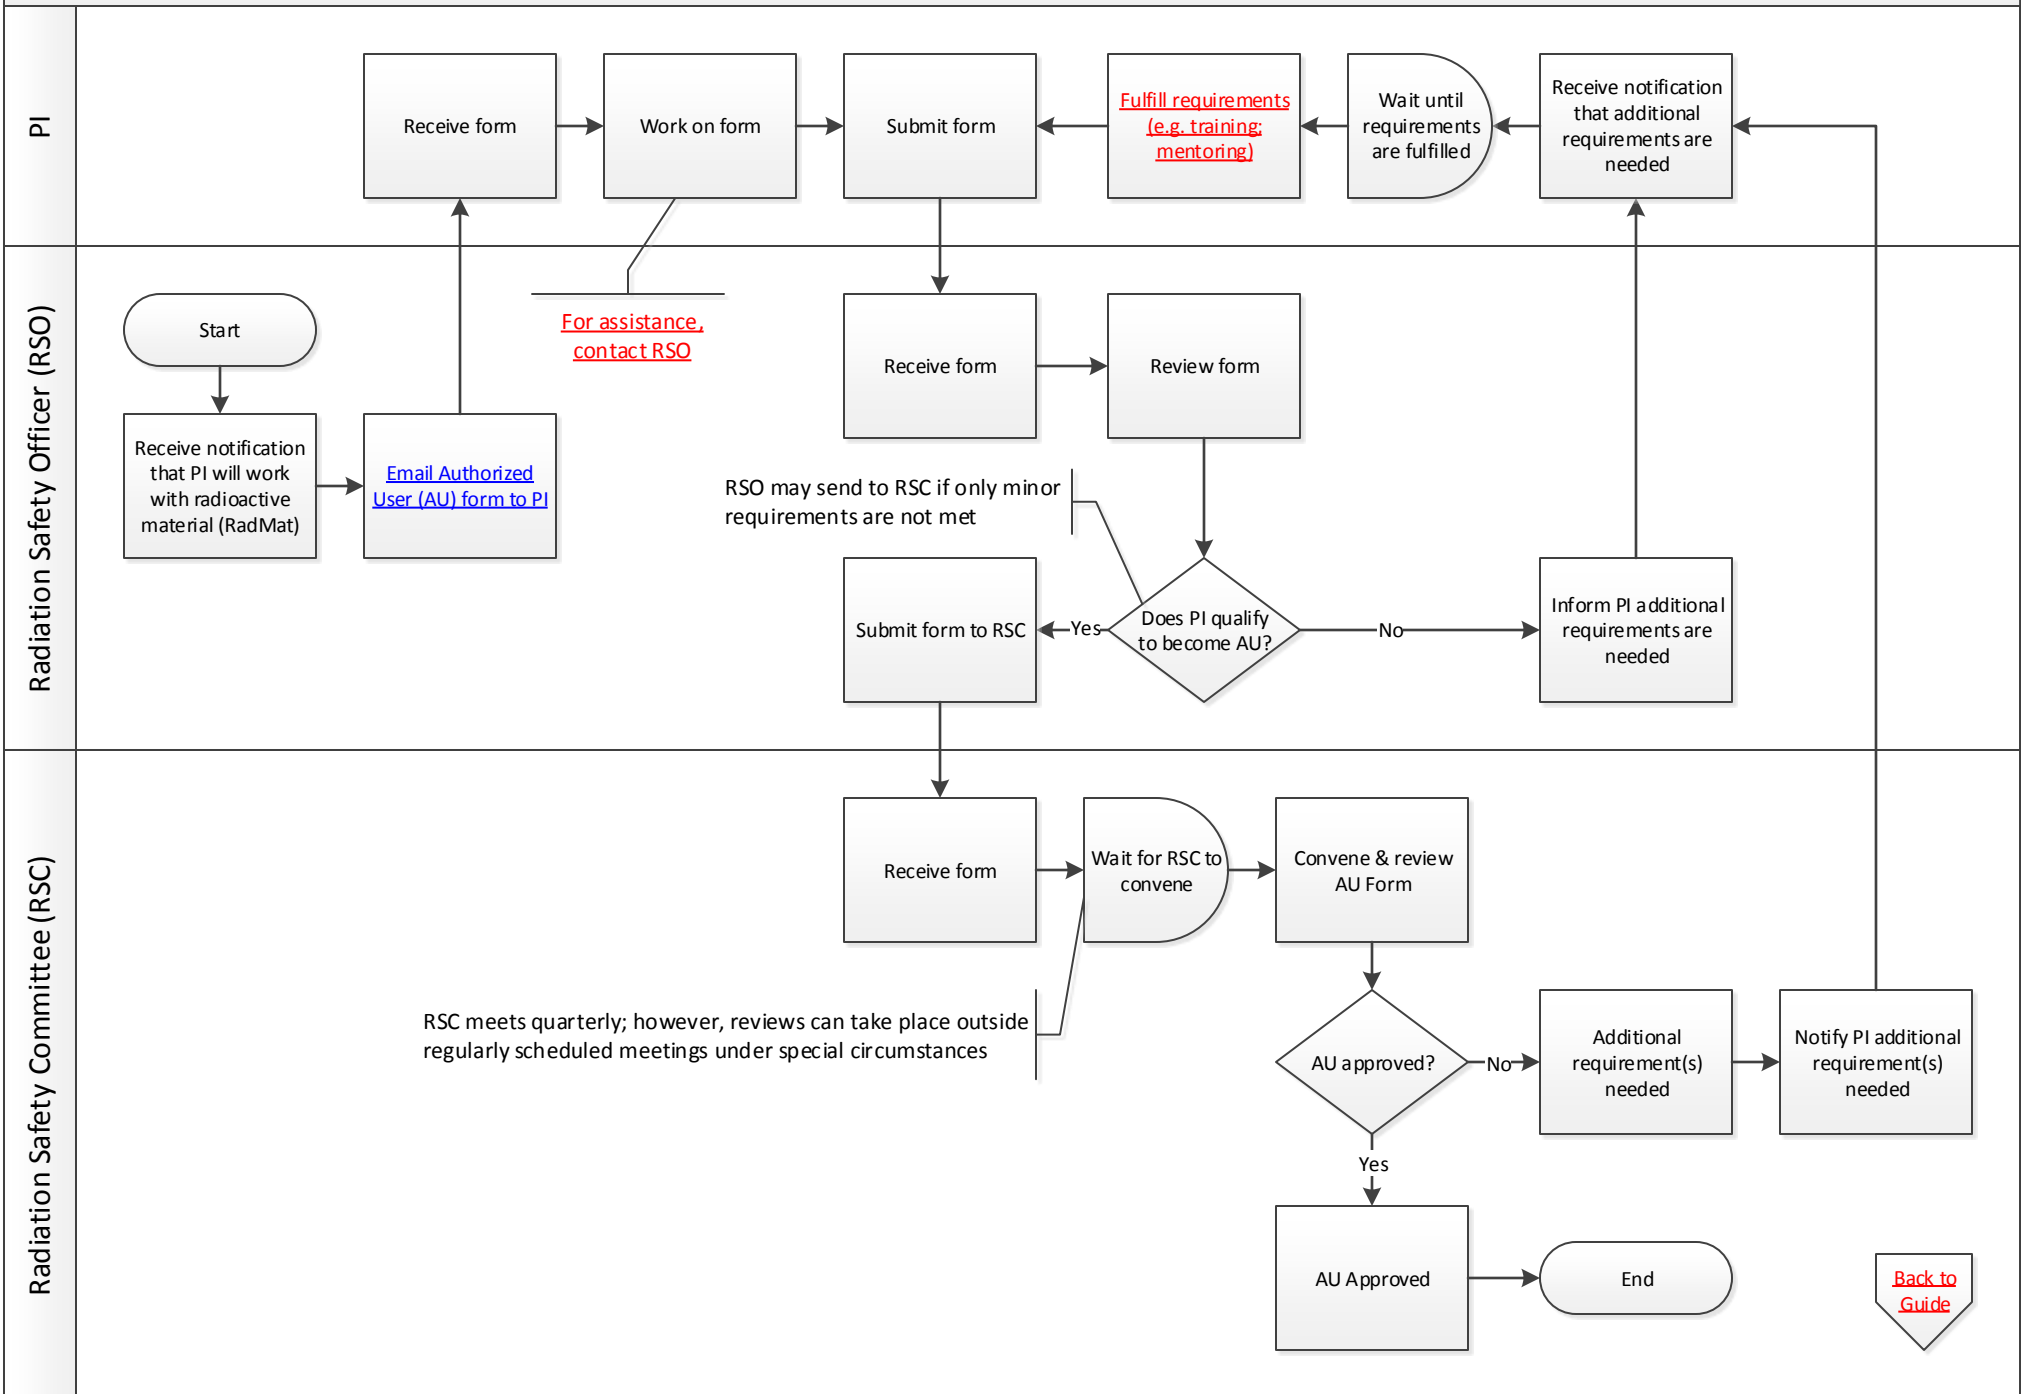 PI
Receive form
Work on form
Submit form
Fulfill requirements
(e.g. training;
mentoring)
Wait until
requirements
are fulfilled
Receive notification
that additional
requirements are
needed
Radiation Safety Officer (RSO)
Start
Receive notification
that PI will work
with radioactive
material (RadMat)
Email Authorized
User (AU) form to PI
For assistance,
contact RSO
Receive form
Review form
RSO may send to RSC if only minor
requirements are not met
Submit form to RSC
Yes
Does PI qualify
to become AU?
No
Inform PI additional
requirements are
needed
Radiation Safety Committee (RSC)
Receive form
Wait for RSC to
convene
Convene & review
AU Form
RSC meets quarterly; however, reviews can take place outside
regularly scheduled meetings under special circumstances
AU approved?
No
Additional
requirement(s)
needed
Notify PI additional
requirement(s)
needed
Yes
AU Approved
End
Back to
Guide